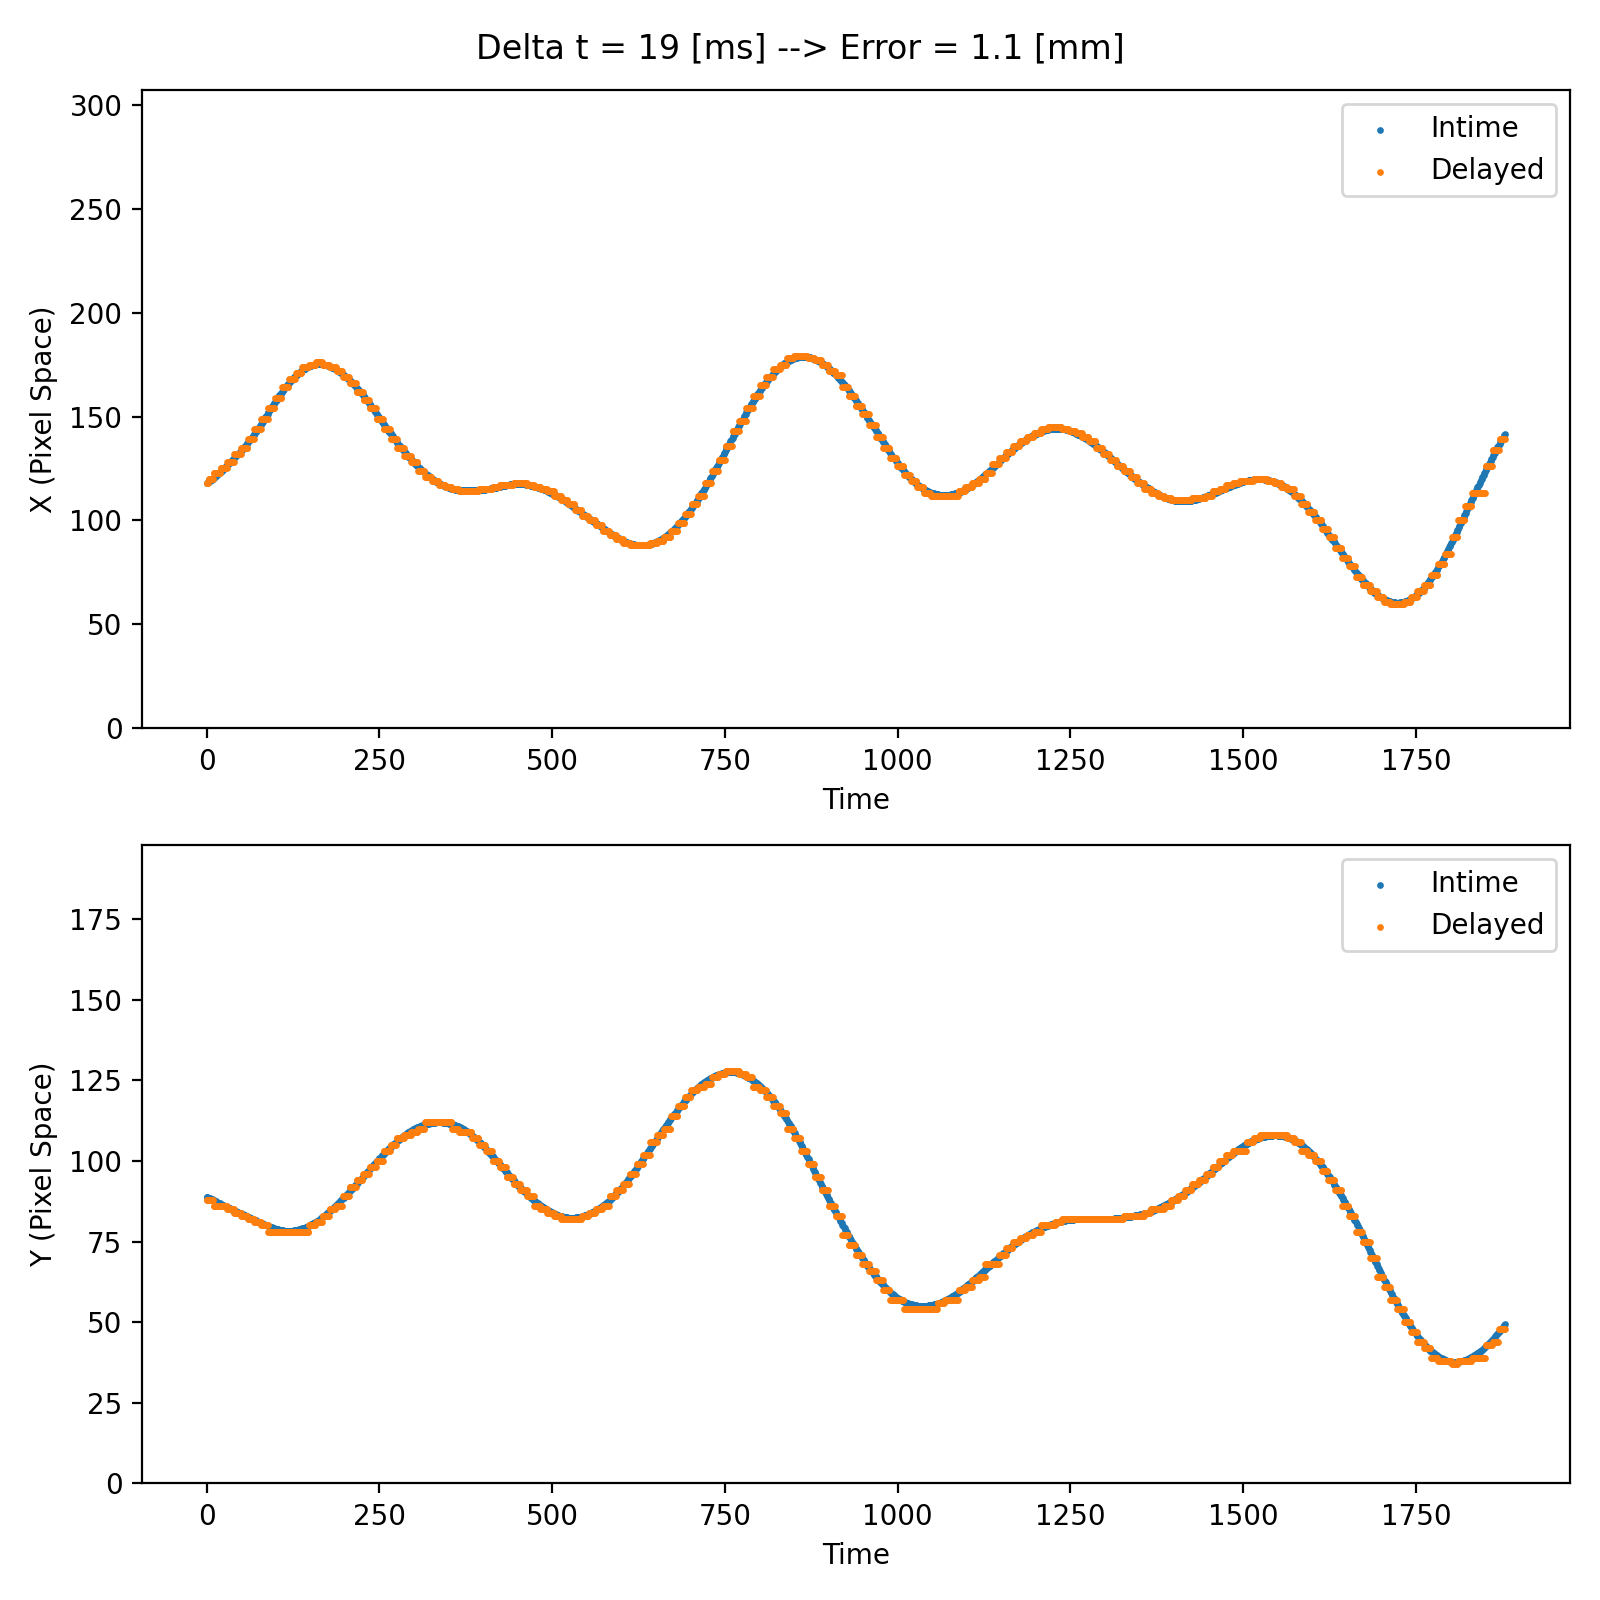 Delta t = 19 [ms] --> Error = 1.1 [mm]
300
250
200
150
100
50
0
X (Pixel Space)
Intime
Delayed
0 250 500 750 1000 1250 1500 1750
Time
175
150
125
100
75
50
25
0
Y (Pixel Space)
Intime
Delayed
0 250 500 750 1000 1250 1500 1750
Time